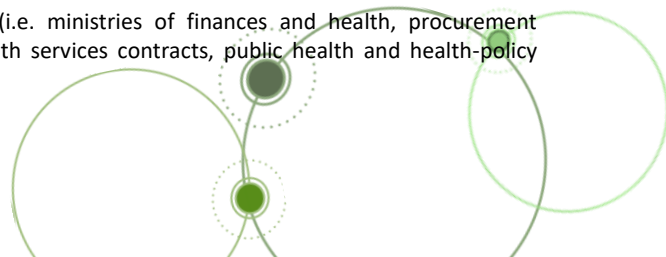 (i.e. ministries of finances and health, procurement
th services contracts, public health and health-policy